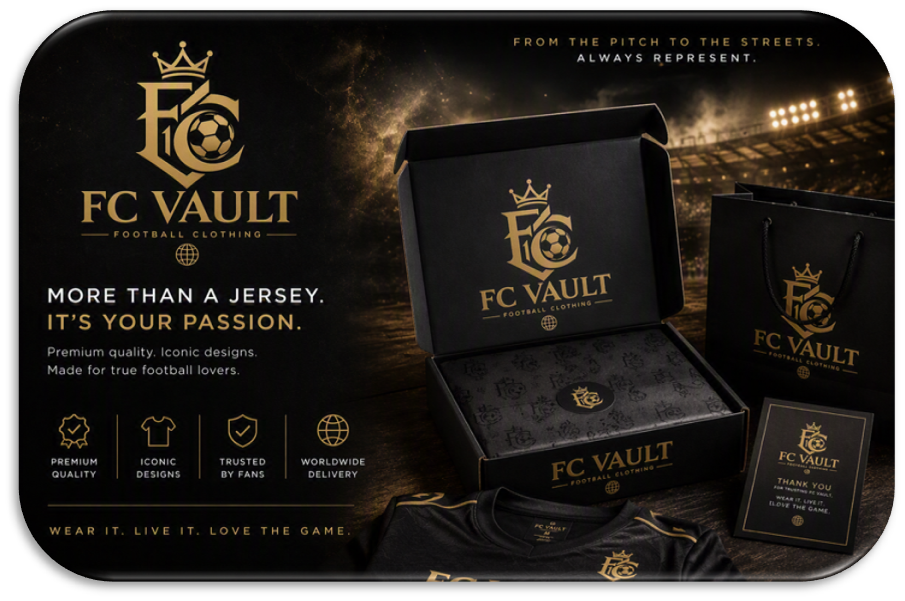 FROM THE PITCH TO THE STREETS.
ALWAYS REPRESENT.
FC VAULT
FOOTBALL CLOTHING
MORE THAN A JERSEY.
IT'S YOUR PASSION.
Premium quality. Iconic designs.
Made for true football lovers.
PREMIUM
QUALITY
ICONIC
DESIGNS
TRUSTED
BY FANS
WORLDWIDE
DELIVERY
WEAR IT. LIVE IT. LOVE THE GAME.
FC VAULT
FOOTBALL CLOTHING
FC VAULT
FOOTBALL CLOTHING
FC VAULT
FOOTBALL CLOTHING
FC VAULT
THANK YOU
FOR TRUSTING FC VAULT.
WEAR IT. LIVE IT.
LOVE THE GAME.
FC VAULT